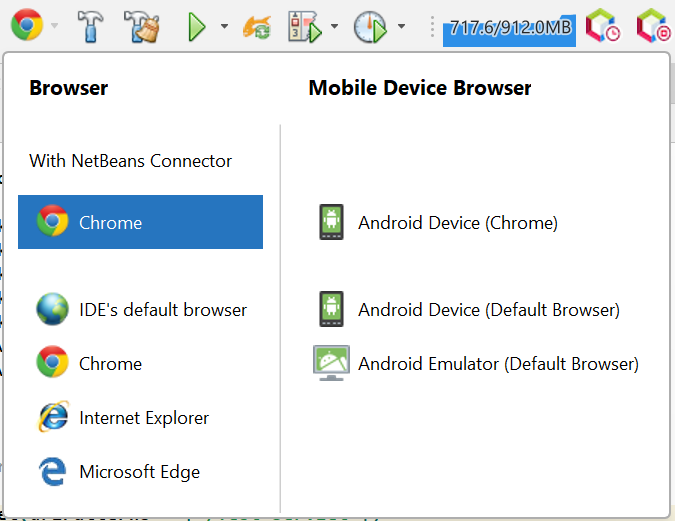 717.6/912.0MB
Browser
Mobile Device Browser
With NetBeans Connector
Chrome
Android Device (Chrome)
IDE's default browser
Android Device (Default Browser)
Chrome
Android Emulator (Default Browser)
Internet Explorer
Microsoft Edge